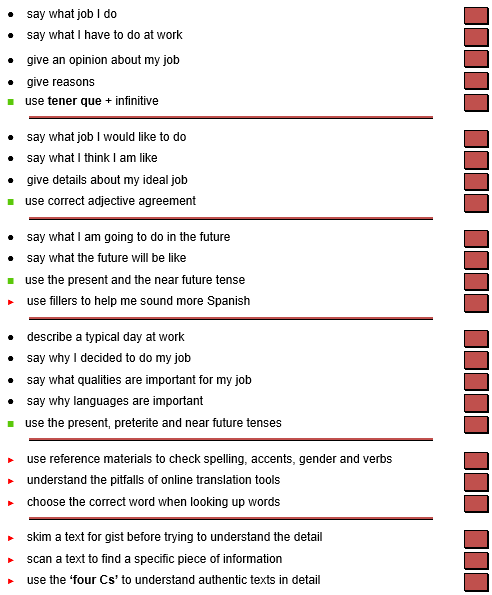 say what job I do
say what I have to do at work
give an opinion about my job
give reasons
use tener que + infinitive
say what job I would like to do
say what I think I am like
give details about my ideal job
use correct adjective agreement
say what I am going to do in the future
say what the future will be like
use the present and the near future tense
use fillers to help me sound more Spanish
describe a typical day at work
say why I decided to do my job
say what qualities are important for my job
say why languages are important
use the present, preterite and near future tenses
use reference materials to check spelling, accents, gender and verbs
understand the pitfalls of online translation tools
choose the correct word when looking up words
skim a text for gist before trying to understand the detail
scan a text to find a specific piece of information
use the ‘four Cs’ to understand authentic texts in detail